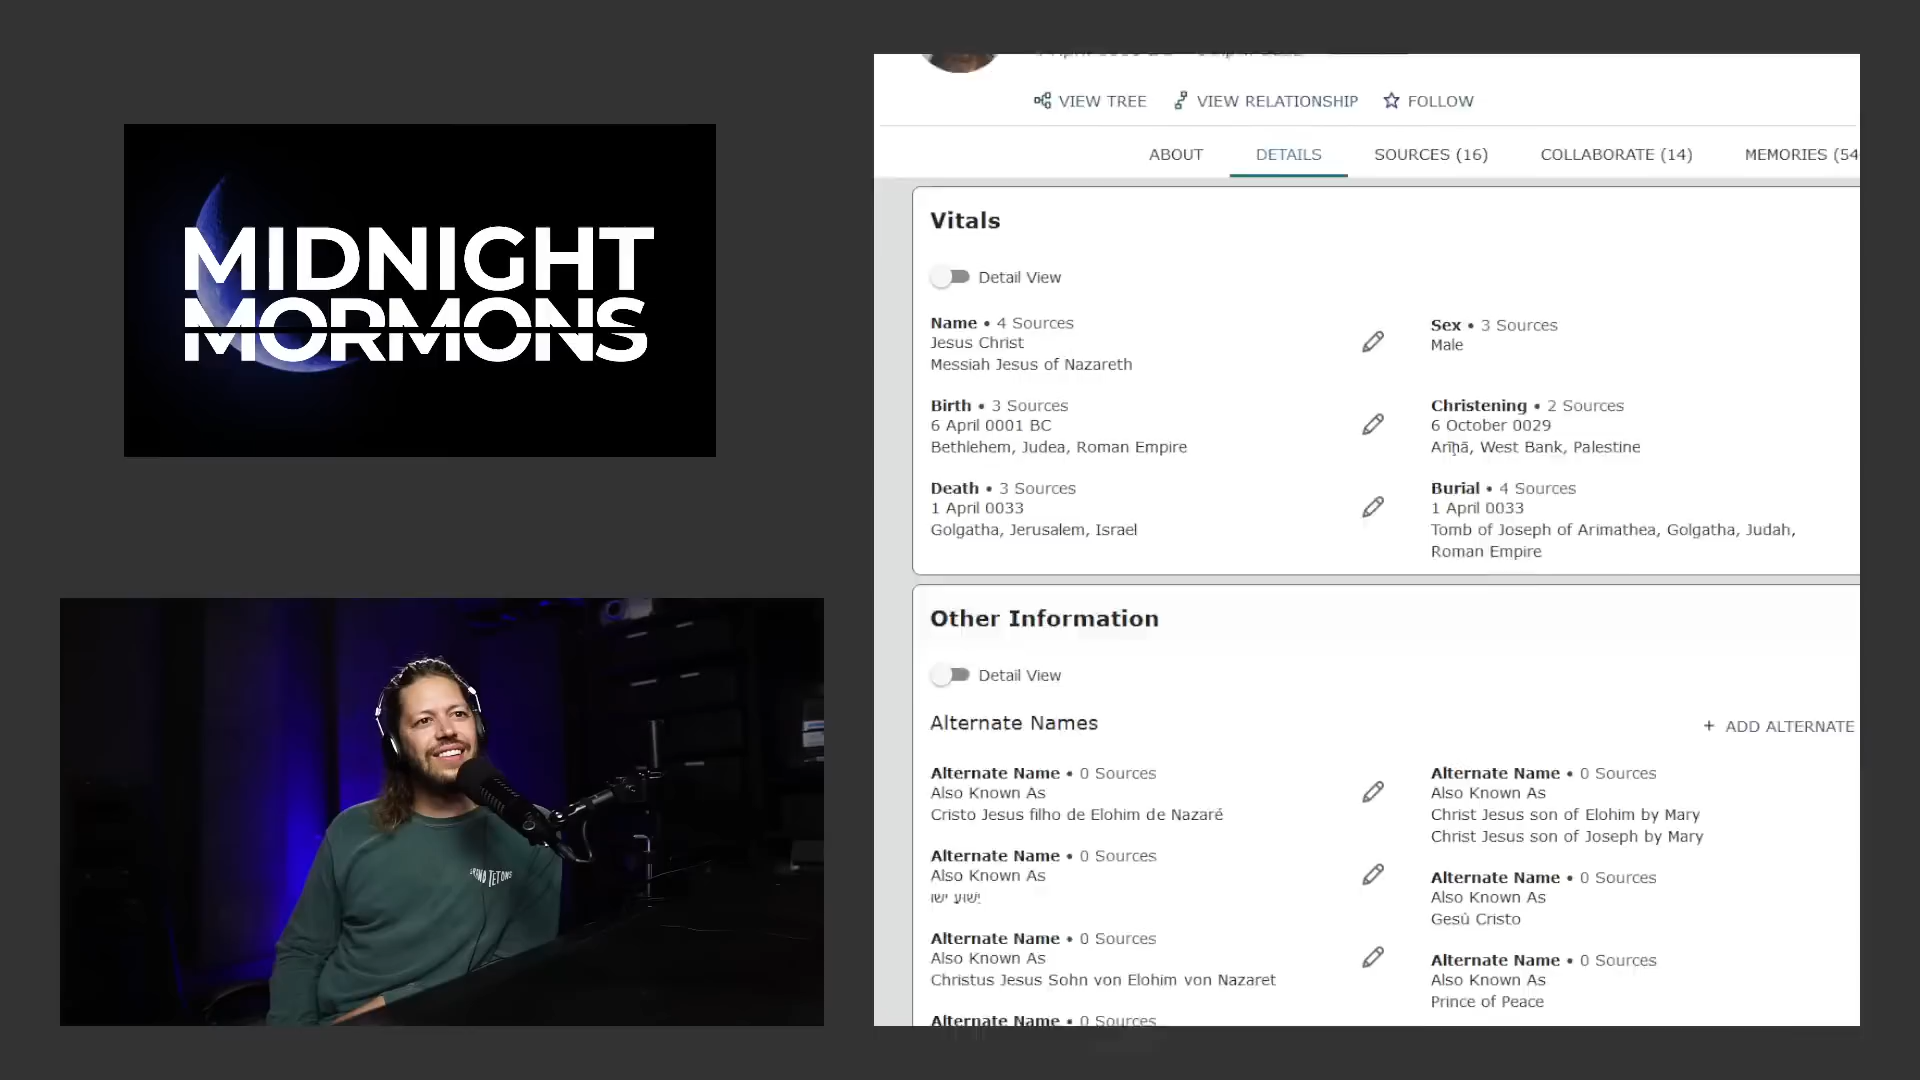 MIDNIGHT
MORMONS
GRAND TETONS
VIEW TREE
VIEW RELATIONSHIP
FOLLOW
ABOUT
DETAILS
SOURCES (16)
COLLABORATE (14)
MEMORIES (54
Vitals
Detail View
Name • 4 Sources
Jesus Christ
Messiah Jesus of Nazareth
Sex • 3 Sources
Male
Birth • 3 Sources
6 April 0001 BC
Bethlehem, Judea, Roman Empire
Christening • 2 Sources
6 October 0029
Arīḥā, West Bank, Palestine
Death • 3 Sources
1 April 0033
Golgatha, Jerusalem, Israel
Burial • 4 Sources
1 April 0033
Tomb of Joseph of Arimathea, Golgatha, Judah,
Roman Empire
Other Information
Detail View
Alternate Names
+ ADD ALTERNATE
Alternate Name • 0 Sources
Also Known As
Cristo Jesus filho de Elohim de Nazaré
Alternate Name • 0 Sources
Also Known As
ישוע ישו
Alternate Name • 0 Sources
Also Known As
Christus Jesus Sohn von Elohim von Nazaret
Alternate Name • 0 Sources
Alternate Name • 0 Sources
Also Known As
Christ Jesus son of Elohim by Mary
Christ Jesus son of Joseph by Mary
Alternate Name • 0 Sources
Also Known As
Gesû Cristo
Alternate Name • 0 Sources
Also Known As
Prince of Peace